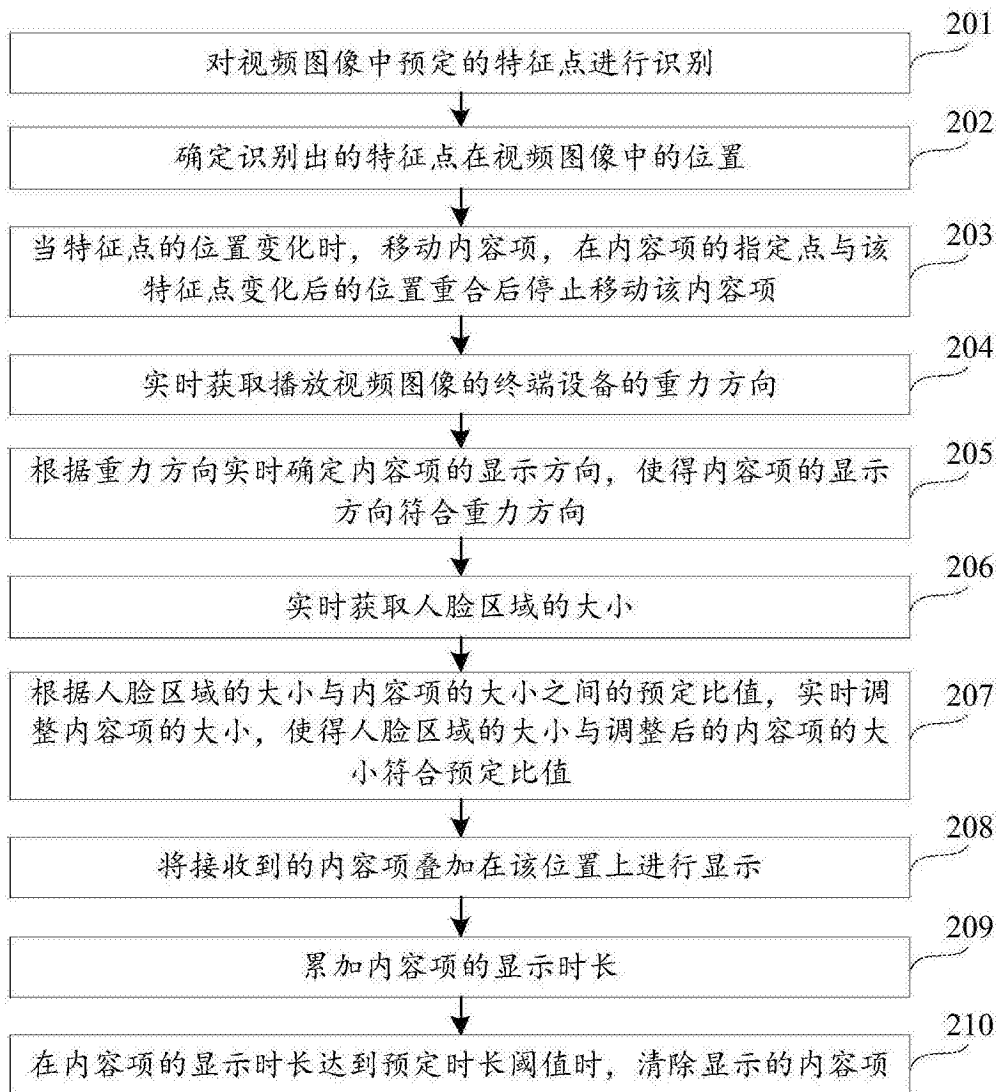 201
对视频图像中预定的特征点进行识别
202
确定识别出的特征点在视频图像中的位置
203
当特征点的位置变化时，移动内容项，在内容项的指定点与该
特征点变化后的位置重合后停止移动该内容项
204
实时获取播放视频图像的终端设备的重力方向
205
根据重力方向实时确定内容项的显示方向，使得内容项的显示
方向符合重力方向
206
实时获取人脸区域的大小
207
根据人脸区域的大小与内容项的大小之间的预定比值，实时调
整内容项的大小，使得人脸区域的大小与调整后的内容项的大
小符合预定比值
208
将接收到的内容项叠加在该位置上进行显示
209
累加内容项的显示时长
210
在内容项的显示时长达到预定时长阈值时，清除显示的内容项